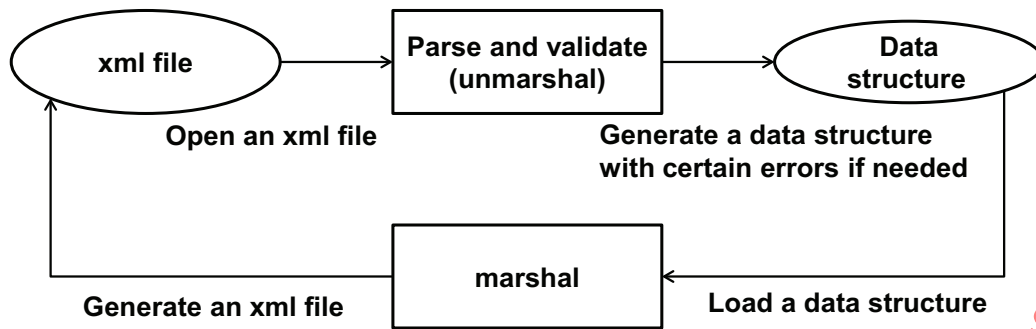 xml file
Parse and validate
(unmarshal)
Data
structure
Open an xml file
Generate a data structure
with certain errors if needed
marshal
Generate an xml file
Load a data structure